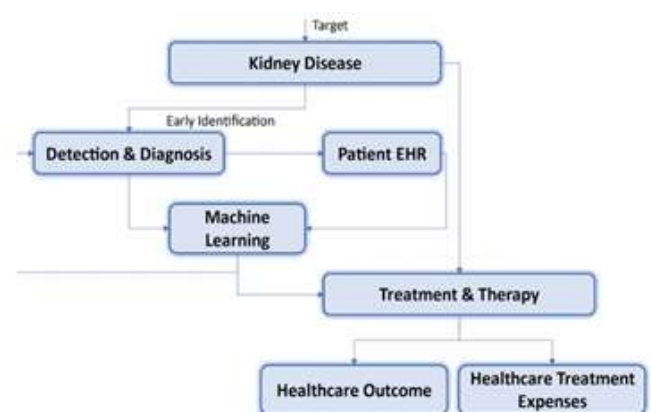 Target
Kidney Disease
Early Identification
Detection & Diagnosis
Patient EHR
Machine
Learning
Treatment & Therapy
Healthcare Outcome
Healthcare Treatment
Expenses